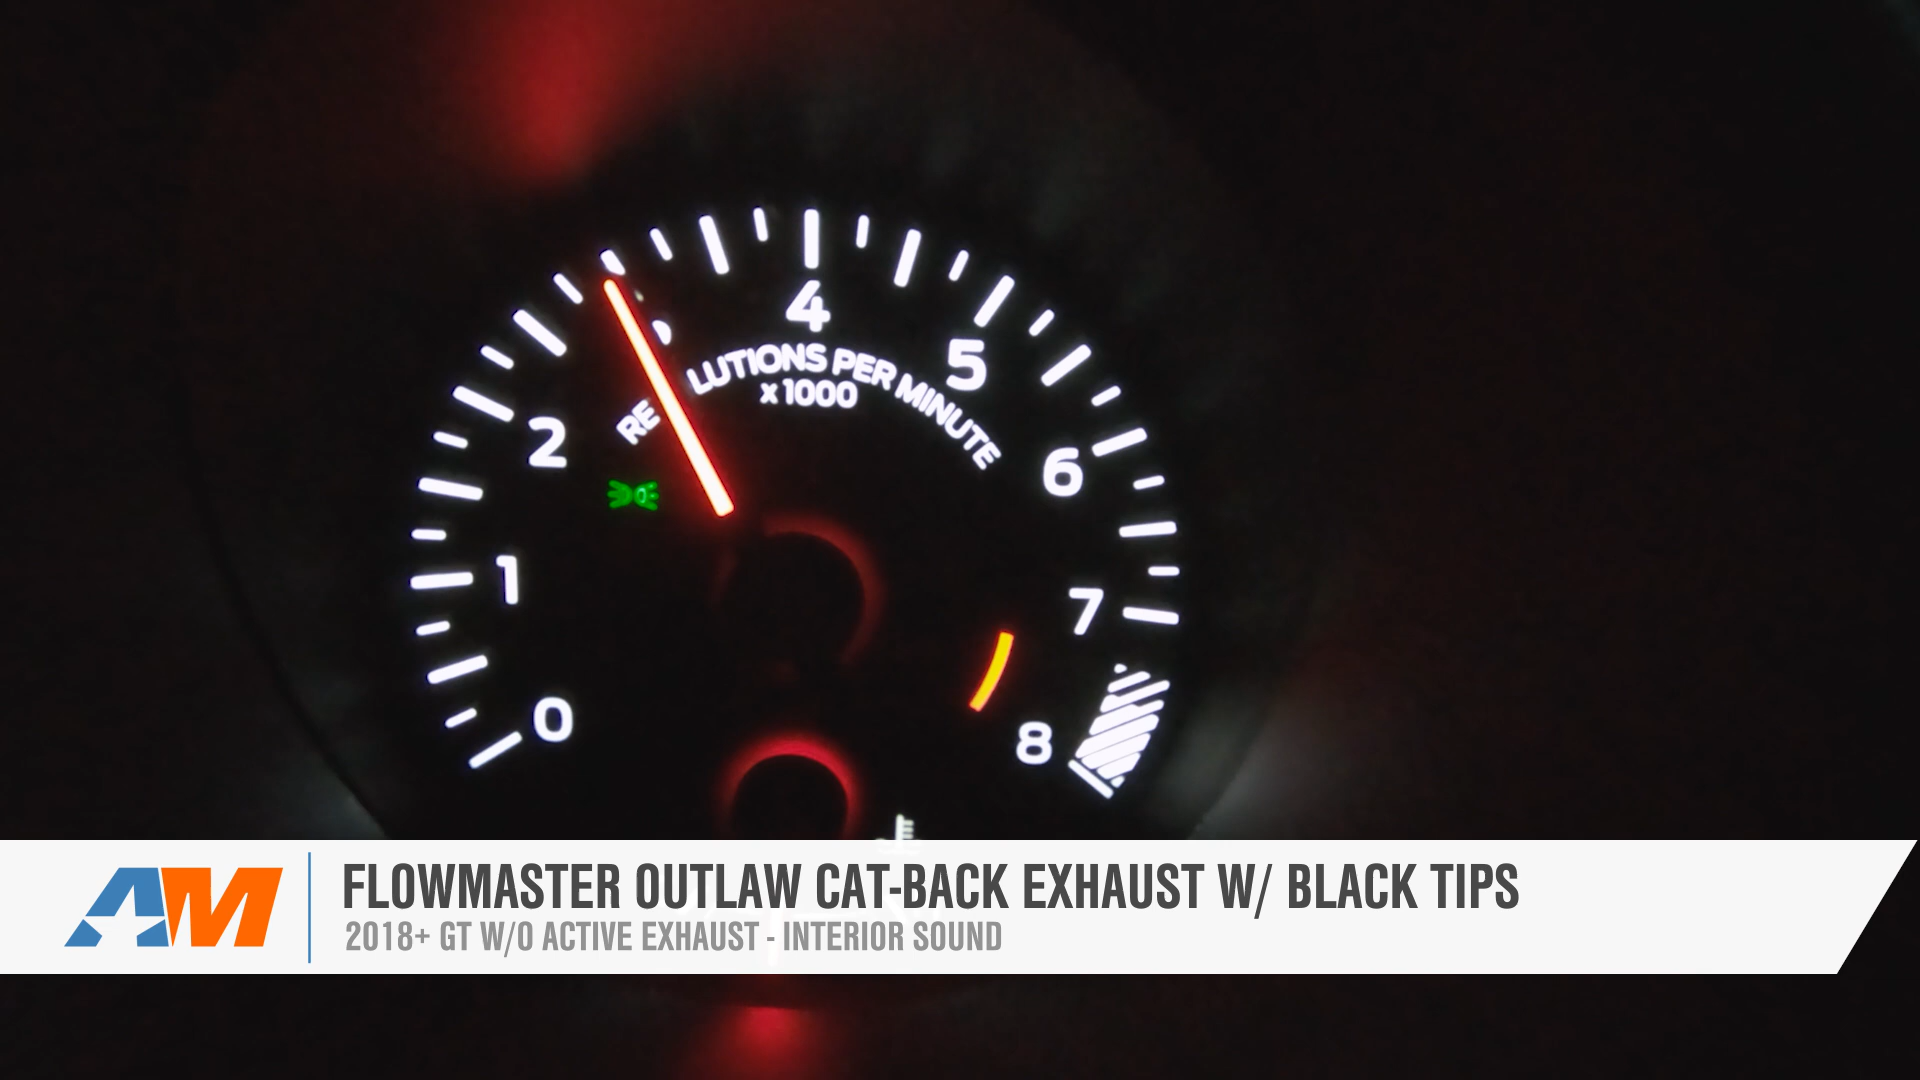 4
5
LUTIONS PER MINUTE
RE
x1000
2
6
1
7
0
8
AM
FLOWMASTER OUTLAW CAT-BACK EXHAUST W/ BLACK TIPS
2018+ GT W/O ACTIVE EXHAUST - INTERIOR SOUND